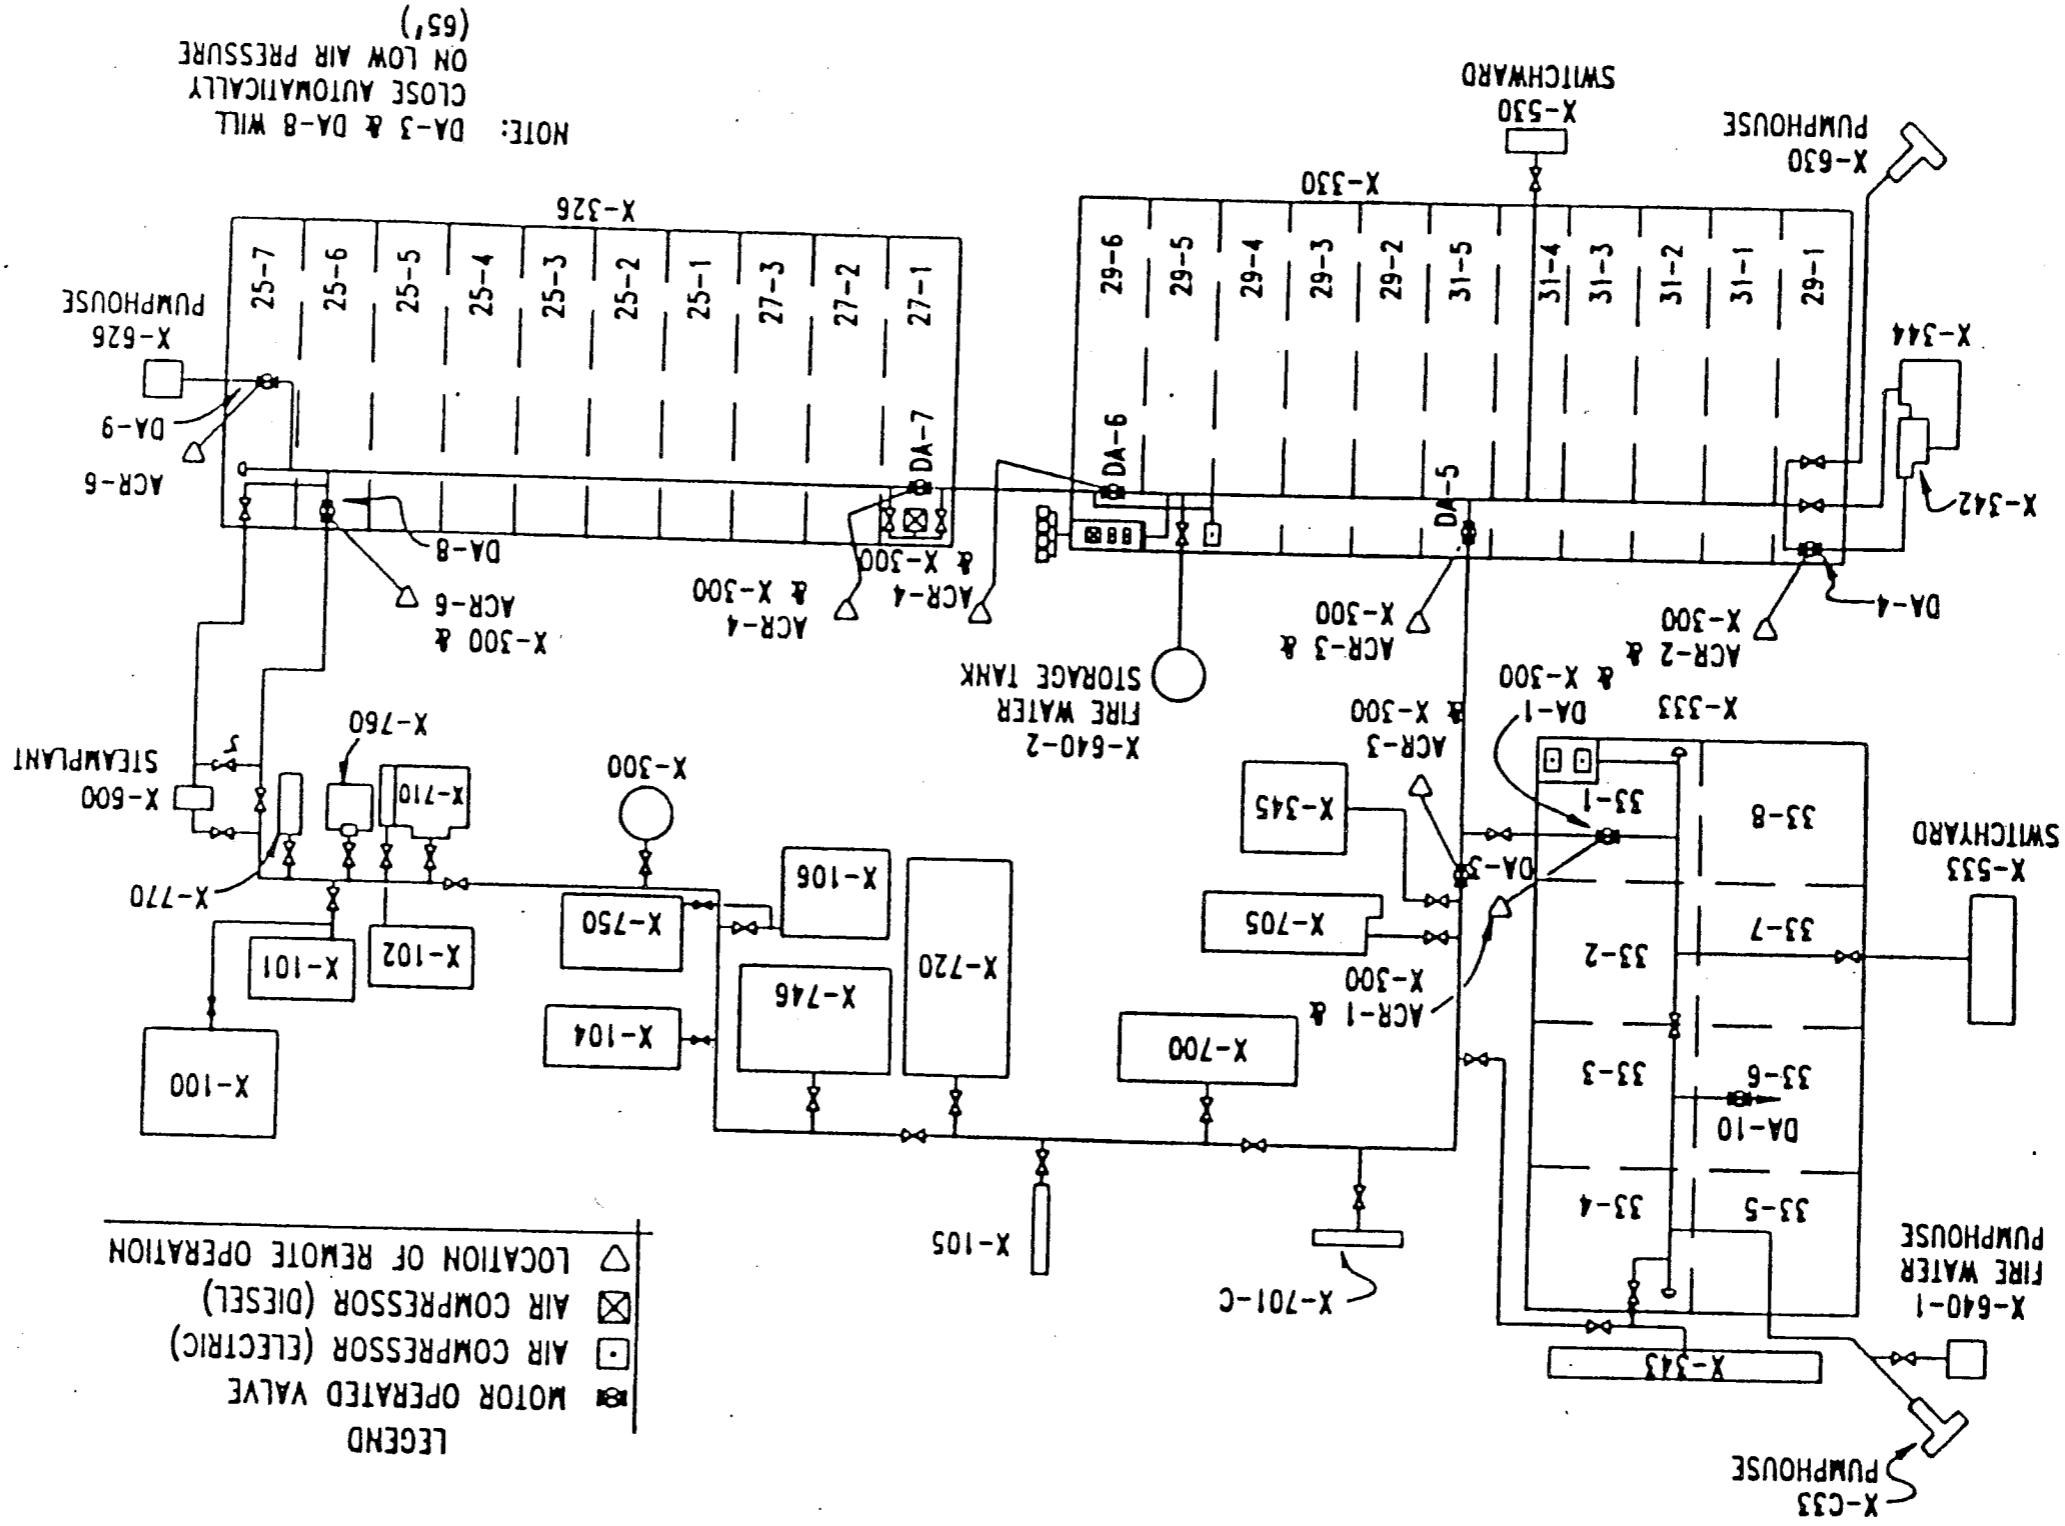 X-C33
PUMPHOUSE
X-640-1
FIRE WATER
PUMPHOUSE
X-343
X-533
SWITCHYARD
33-5
33-4
DA-10
33-6
33-3
33-7
33-2
33-8
33-1
X-333
DA-1
& X-300
ACR-1 &
X-300
DA-3
ACR-3
& X-300
X-701-C
X-105
X-700
X-705
X-345
X-720
X-746
X-104
X-106
X-750
X-300
X-100
X-101
X-102
X-710
X-760
X-770
X-600
STEAMPLANT
LEGEND
MOTOR OPERATED VALVE
AIR COMPRESSOR (ELECTRIC)
AIR COMPRESSOR (DIESEL)
LOCATION OF REMOTE OPERATION
X-640-2
FIRE WATER
STORAGE TANK
DA-4
ACR-2 &
X-300
ACR-3 &
X-300
ACR-4
& X-300
ACR-4
& X-300
X-300 &
ACR-6
DA-8
X-342
X-344
DA-5
DA-6
DA-7
ACR-6
DA-9
X-626
PUMPHOUSE
29-1
31-1
31-2
31-3
31-4
31-5
29-2
29-3
29-4
29-5
29-6
27-1
27-2
27-3
25-1
25-2
25-3
25-4
25-5
25-6
25-7
X-330
X-326
X-630
PUMPHOUSE
X-530
SWITCHWARD
NOTE: DA-3 & DA-8 WILL
CLOSE AUTOMATICALLY
ON LOW AIR PRESSURE
(65')